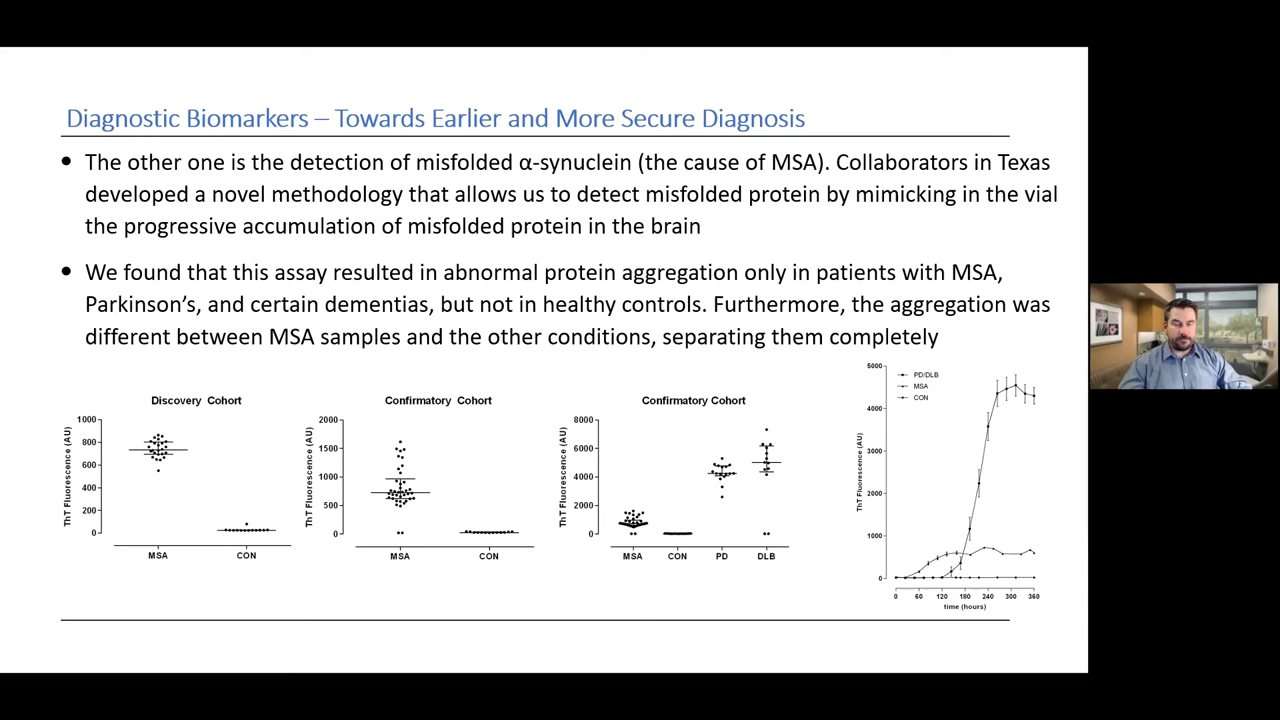 Diagnostic Biomarkers – Towards Earlier and More Secure Diagnosis
• The other one is the detection of misfolded α-synuclein (the cause of MSA). Collaborators in Texas
developed a novel methodology that allows us to detect misfolded protein by mimicking in the vial
the progressive accumulation of misfolded protein in the brain
• We found that this assay resulted in abnormal protein aggregation only in patients with MSA,
Parkinson’s, and certain dementias, but not in healthy controls. Furthermore, the aggregation was
different between MSA samples and the other conditions, separating them completely
Discovery Cohort
ThT Fluorescence (AU)
1000
800
600
400
200
0
MSA CON
Confirmatory Cohort
ThT Fluorescence (AU)
2000
1500
1000
500
0
MSA CON
Confirmatory Cohort
ThT Fluorescence (AU)
8000
6000
4000
2000
0
MSA CON PD DLB
ThT Fluorescence (AU)
5000
4000
3000
2000
1000
0
PD/DLB
MSA
CON
0 60 120 180 240 300 360
time (hours)